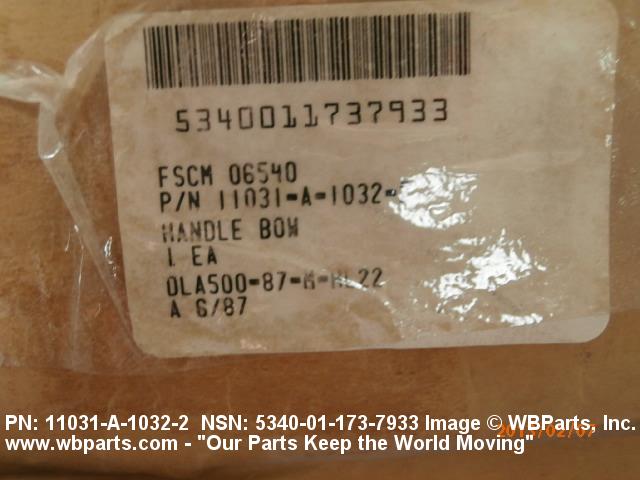 5340011737933
FSCM 06540
P/N 11031-A-1032-
HANDLE BOW
1 EA
DLA500-87-M-
A 6/87
PN: 11031-A-1032-2 NSN: 5340-01-173-7933 Image © WBParts, Inc.
www.wbparts.com - "Our Parts Keep the World Moving"